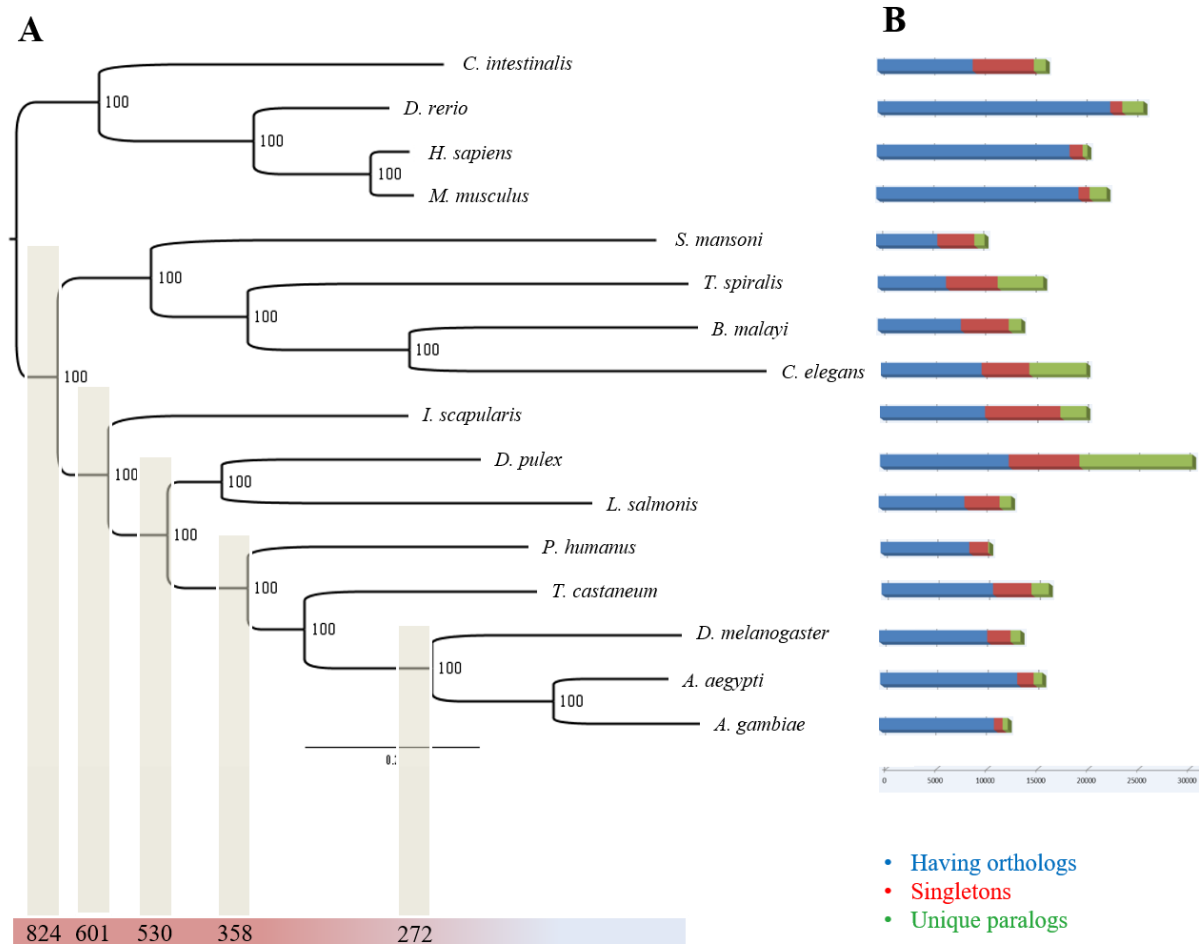 A
B
C. intestinalis
100
D. rerio
100
H. sapiens
100
M. musculus
S. mansoni
100
T. spiralis
100
B. malayi
100
C. elegans
100
I. scapularis
100
D. pulex
100
L. salmonis
100
P. humanus
100
T. castaneum
100
D. melanogaster
100
A. aegypti
100
A. gambiae
0 5000 10000 15000 20000 25000 30000
• Having orthologs
• Singletons
• Unique paralogs
824 601 530 358 272